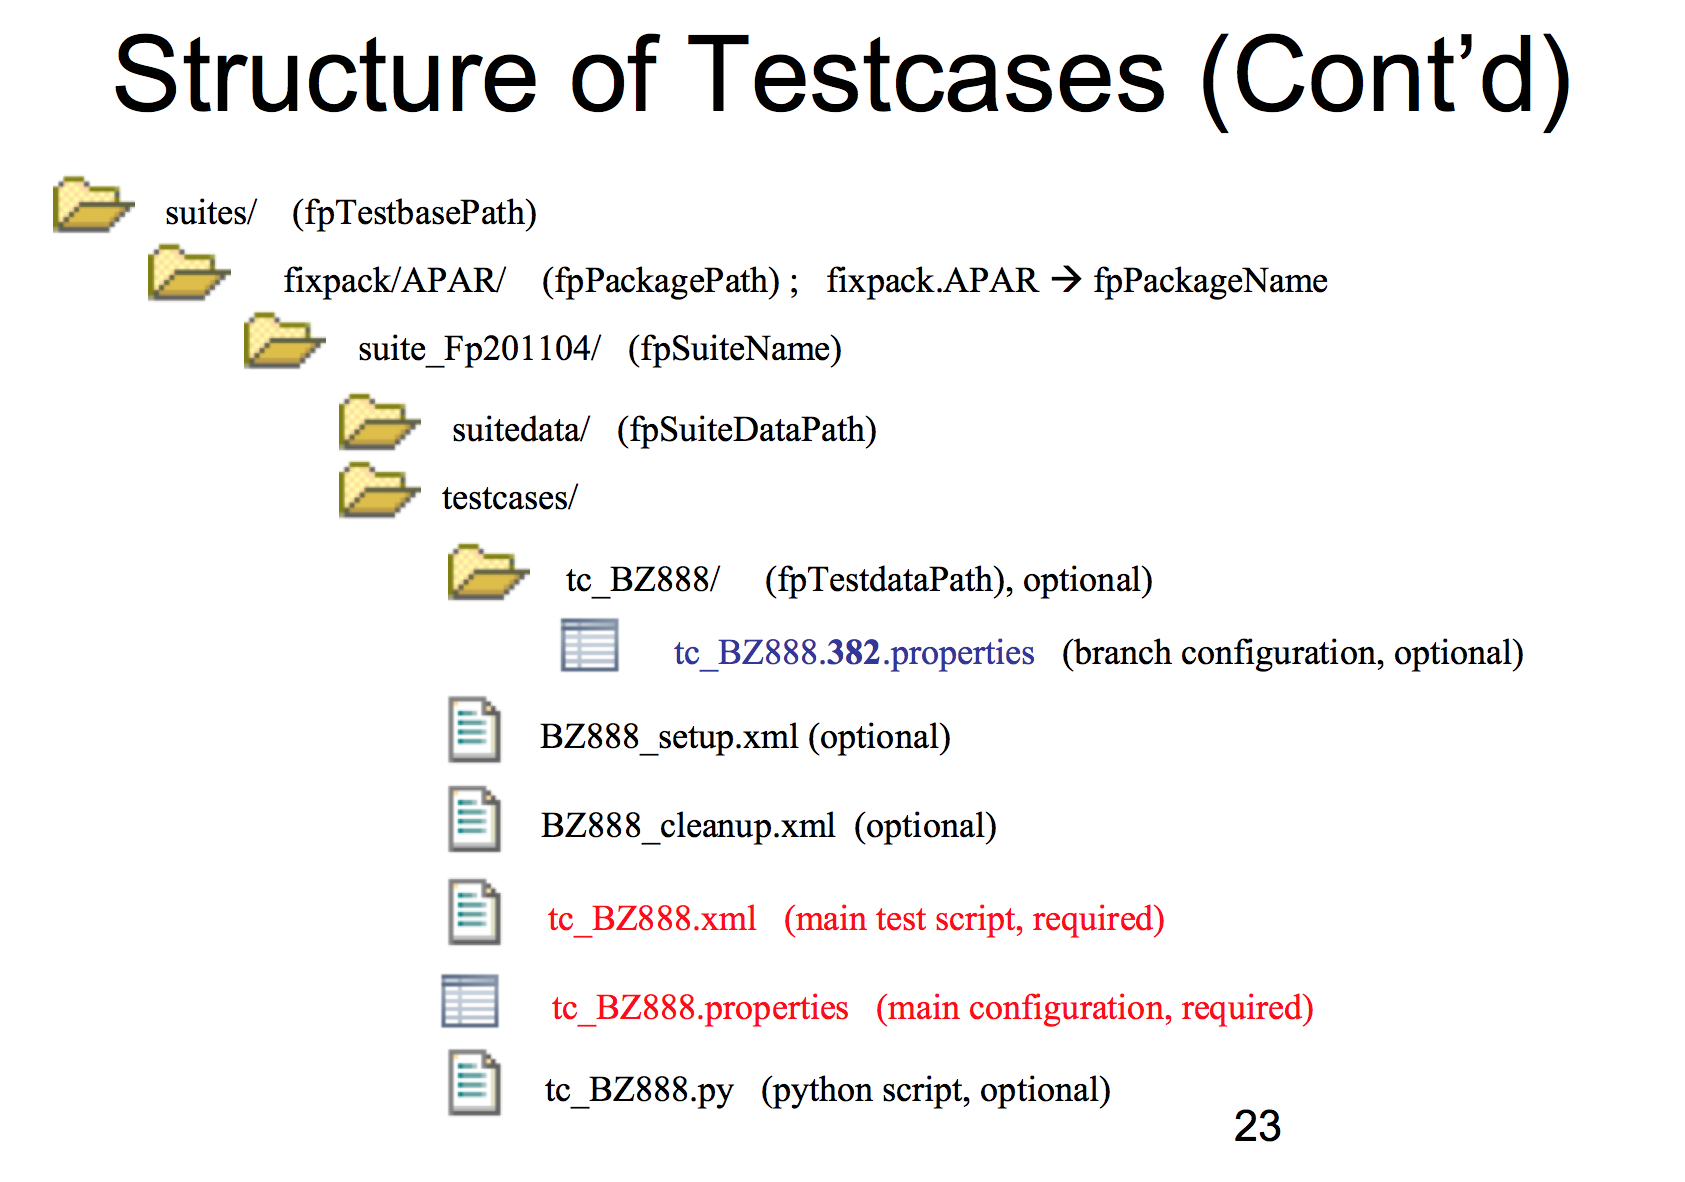 Structure of Testcases (Cont’d)
suites/ (fpTestbasePath)
fixpack/APAR/ (fpPackagePath) ; fixpack.APAR → fpPackageName
suite_Fp201104/ (fpSuiteName)
suitedata/ (fpSuiteDataPath)
testcases/
tc_BZ888/ (fpTestdataPath), optional)
tc_BZ888.382.properties (branch configuration, optional)
BZ888_setup.xml (optional)
BZ888_cleanup.xml (optional)
tc_BZ888.xml (main test script, required)
tc_BZ888.properties (main configuration, required)
tc_BZ888.py (python script, optional)
23